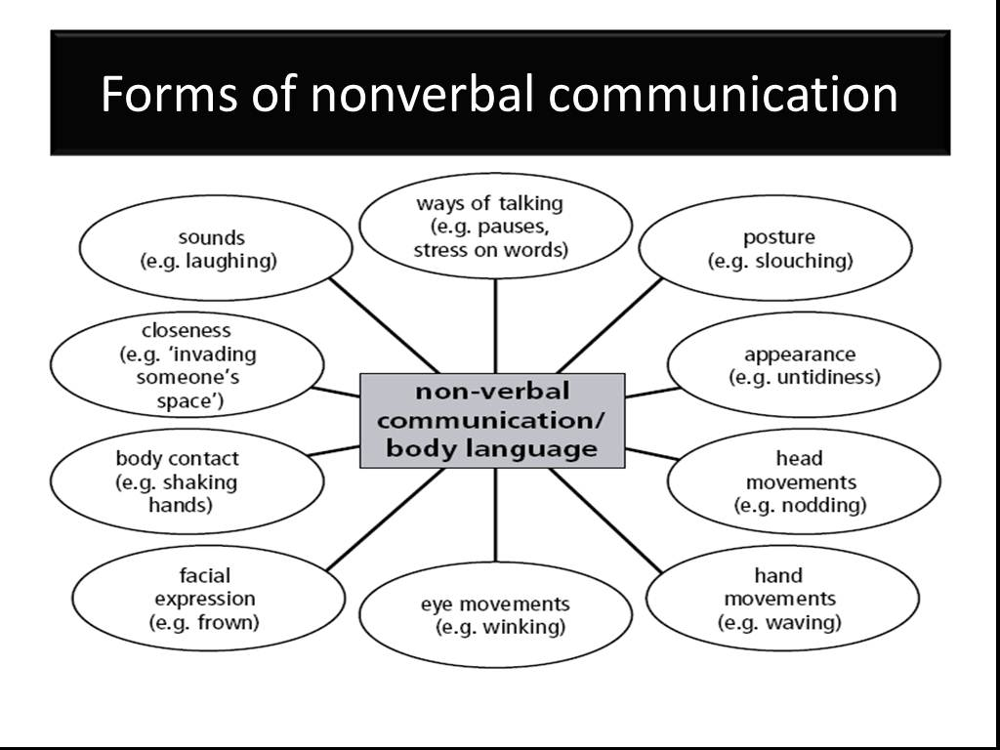 Forms of nonverbal communication
ways of talking
(e.g. pauses,
stress on words)
sounds
(e.g. laughing)
posture
(e.g. slouching)
closeness
(e.g. ‘invading
someone’s
space’)
appearance
(e.g. untidiness)
non-verbal
communication/
body language
body contact
(e.g. shaking
hands)
head
movements
(e.g. nodding)
facial
expression
(e.g. frown)
eye movements
(e.g. winking)
hand
movements
(e.g. waving)